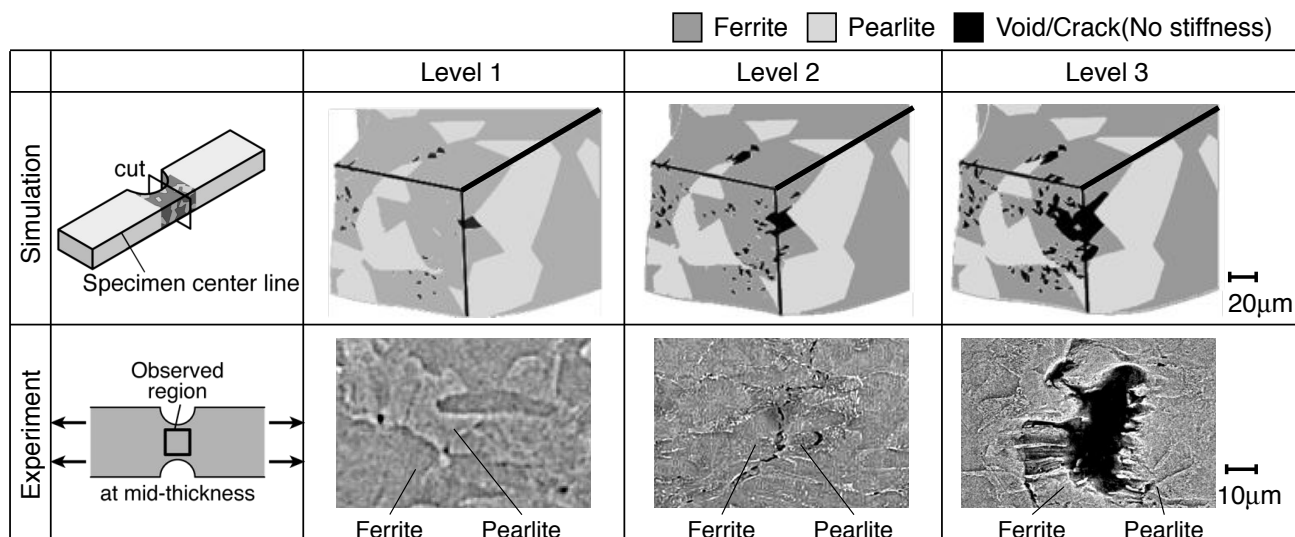 Ferrite Pearlite Void/Crack(No stiffness)
Level 1 Level 2 Level 3
Simulation
cut
Specimen center line
20μm
Experiment
Observed
region
at mid-thickness
10μm
Ferrite Pearlite Ferrite Pearlite Ferrite Pearlite